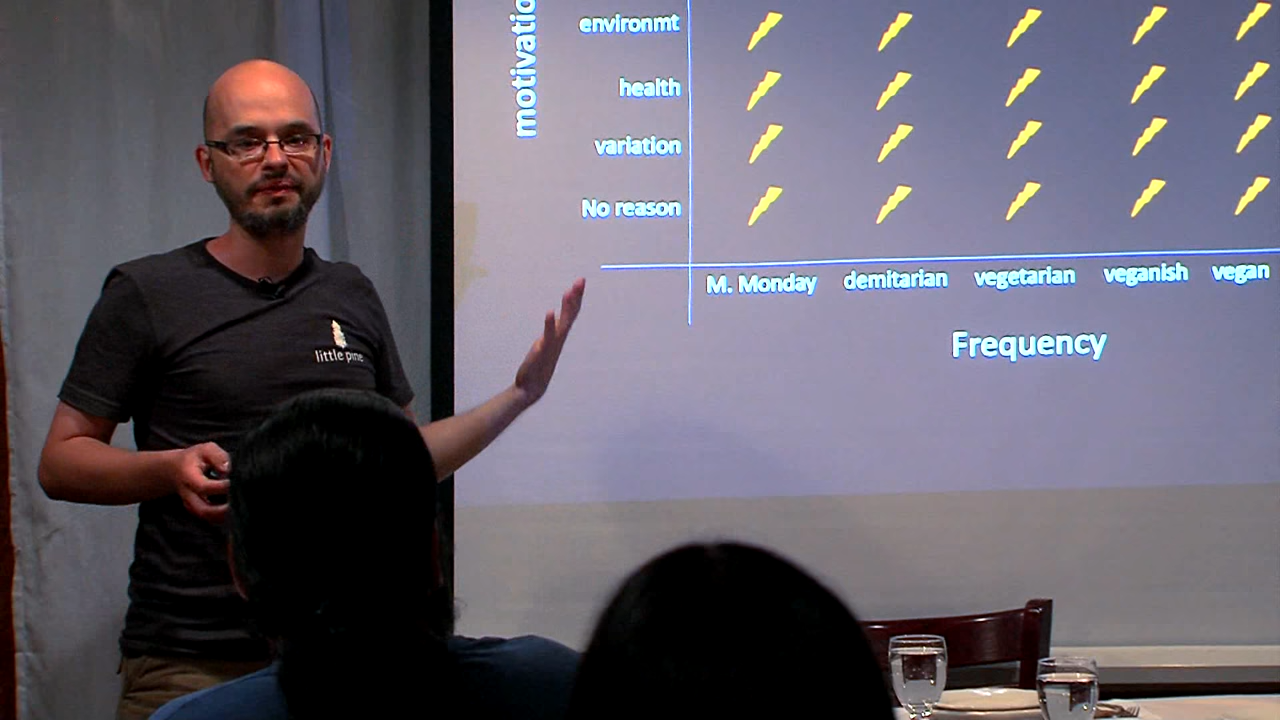 motivatio
environmt
health
variation
No reason
M. Monday demitarian vegetarian veganish vegan
Frequency
little pine